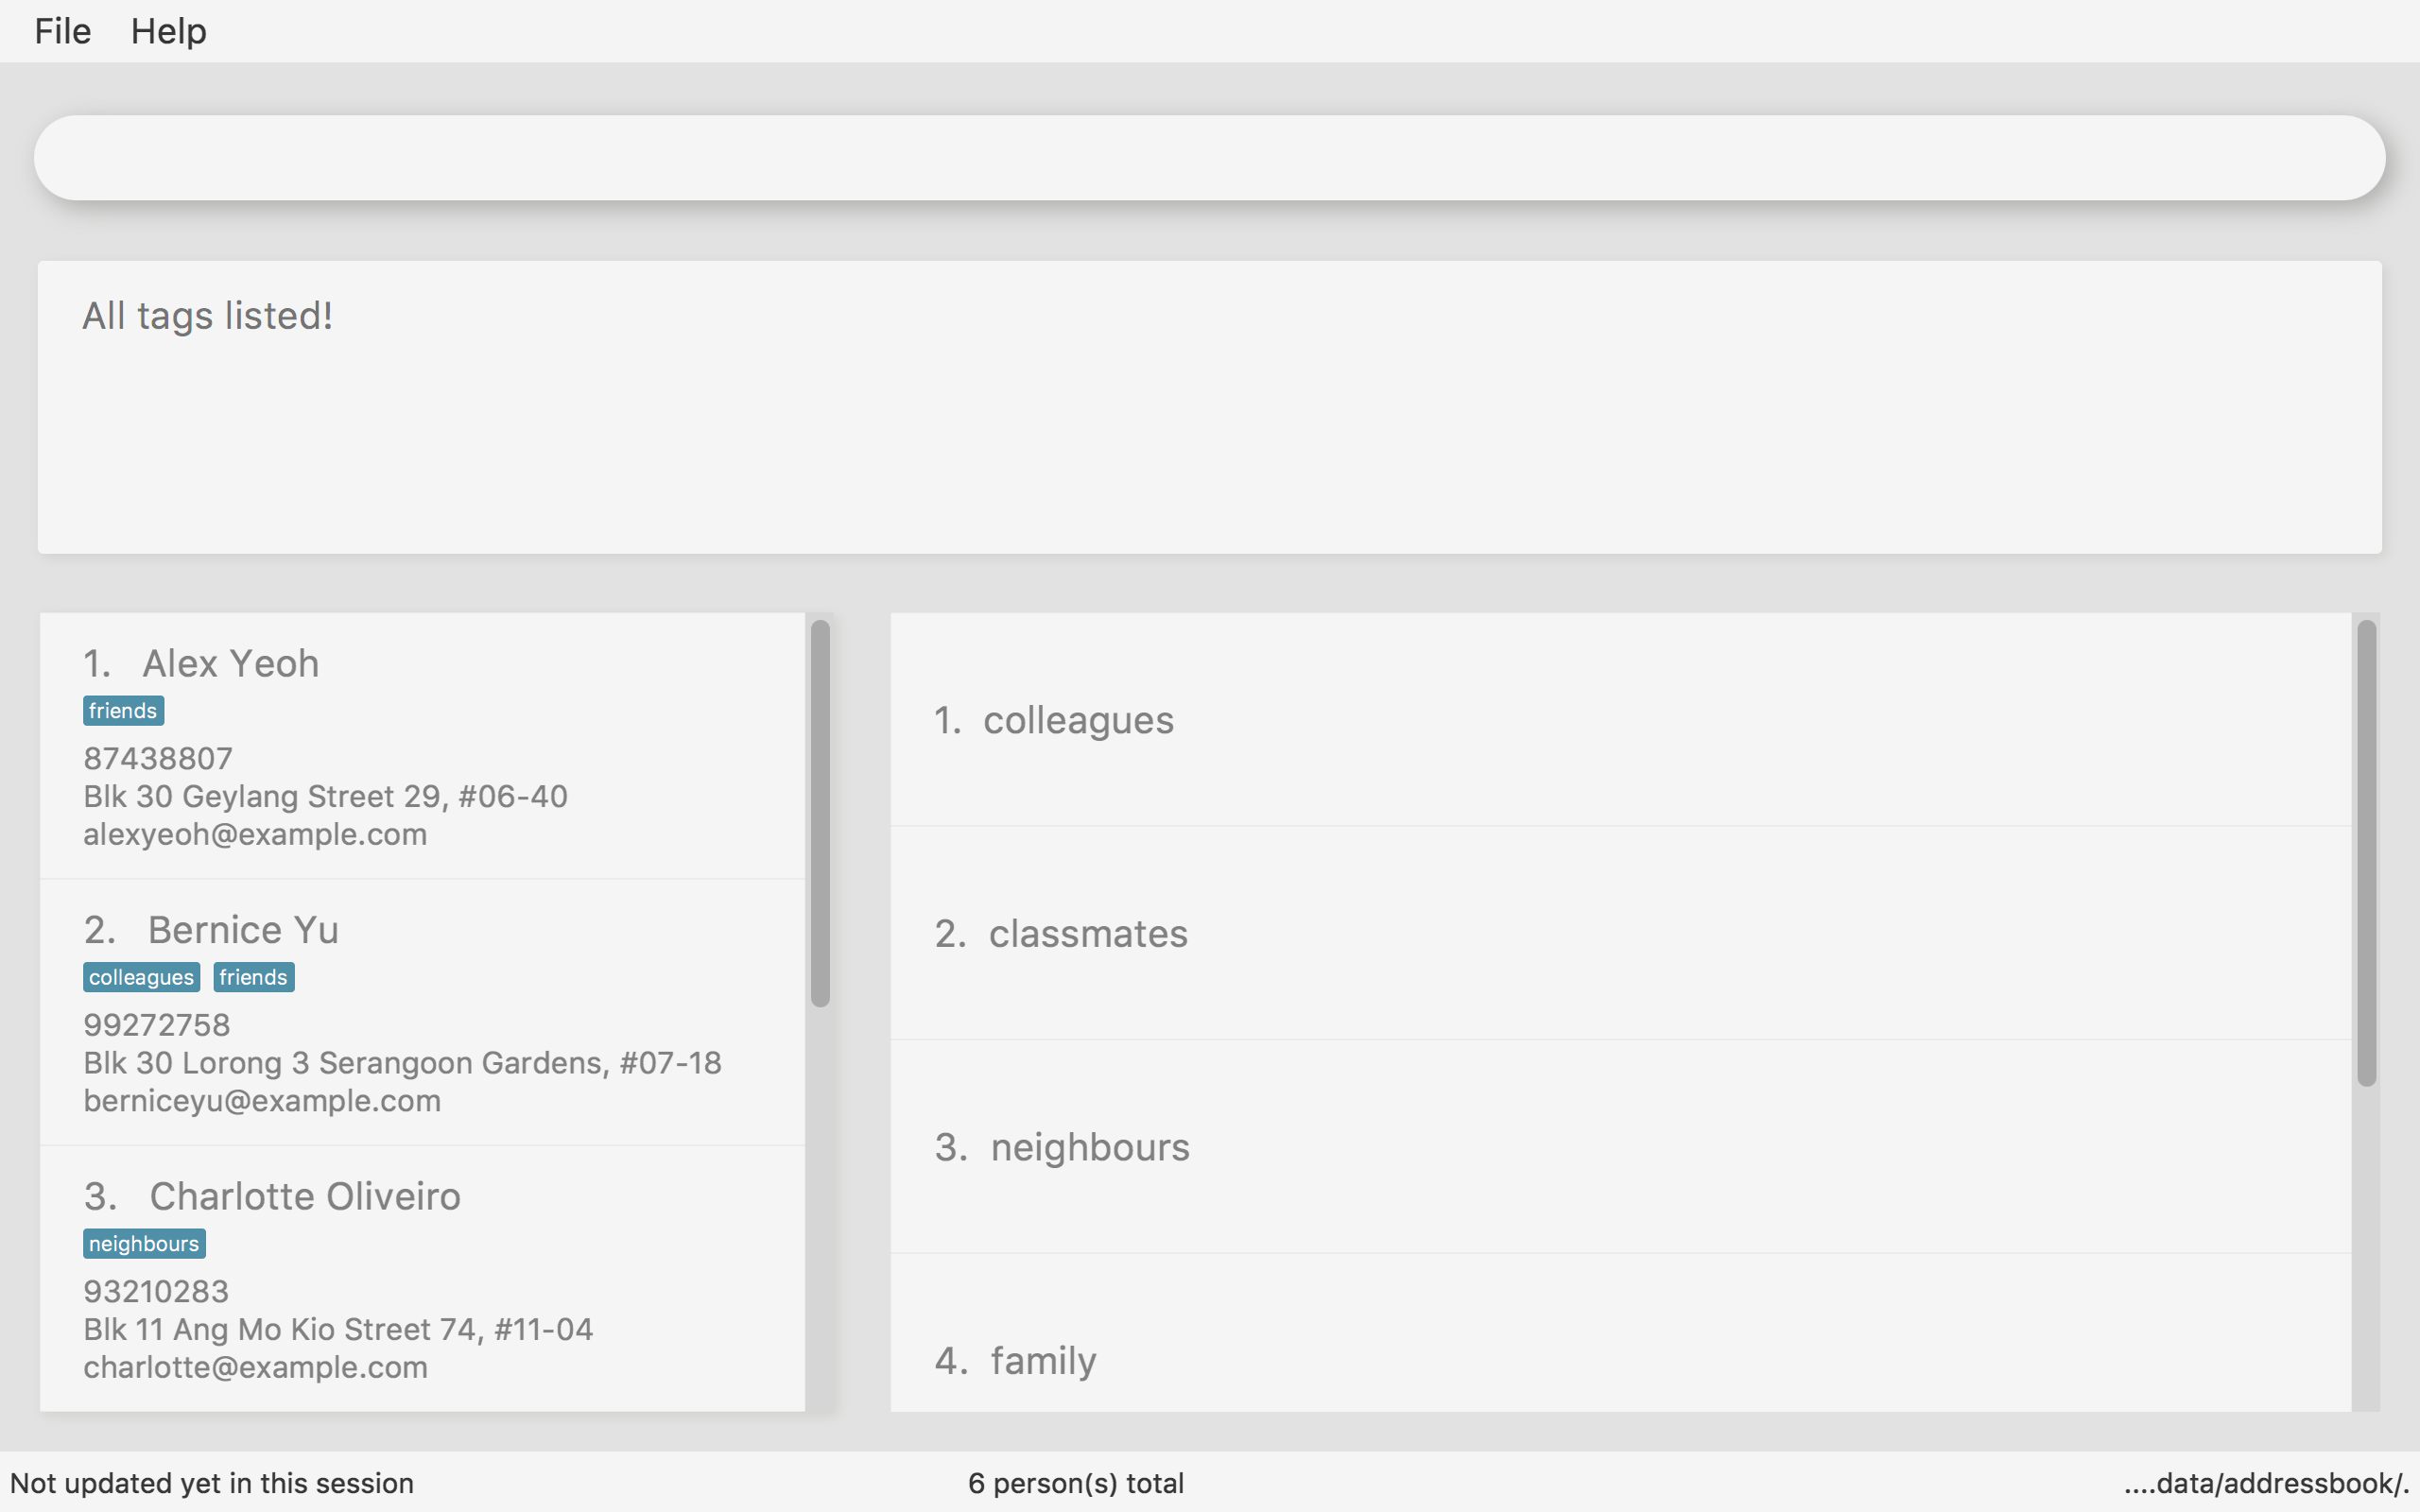 File Help
All tags listed!
1. Alex Yeoh
friends
87438807
Blk 30 Geylang Street 29, #06-40
alexyeoh@example.com
2. Bernice Yu
colleagues friends
99272758
Blk 30 Lorong 3 Serangoon Gardens, #07-18
berniceyu@example.com
3. Charlotte Oliveiro
neighbours
93210283
Blk 11 Ang Mo Kio Street 74, #11-04
charlotte@example.com
1. colleagues
2. classmates
3. neighbours
4. family
Not updated yet in this session
6 person(s) total
....data/addressbook/.